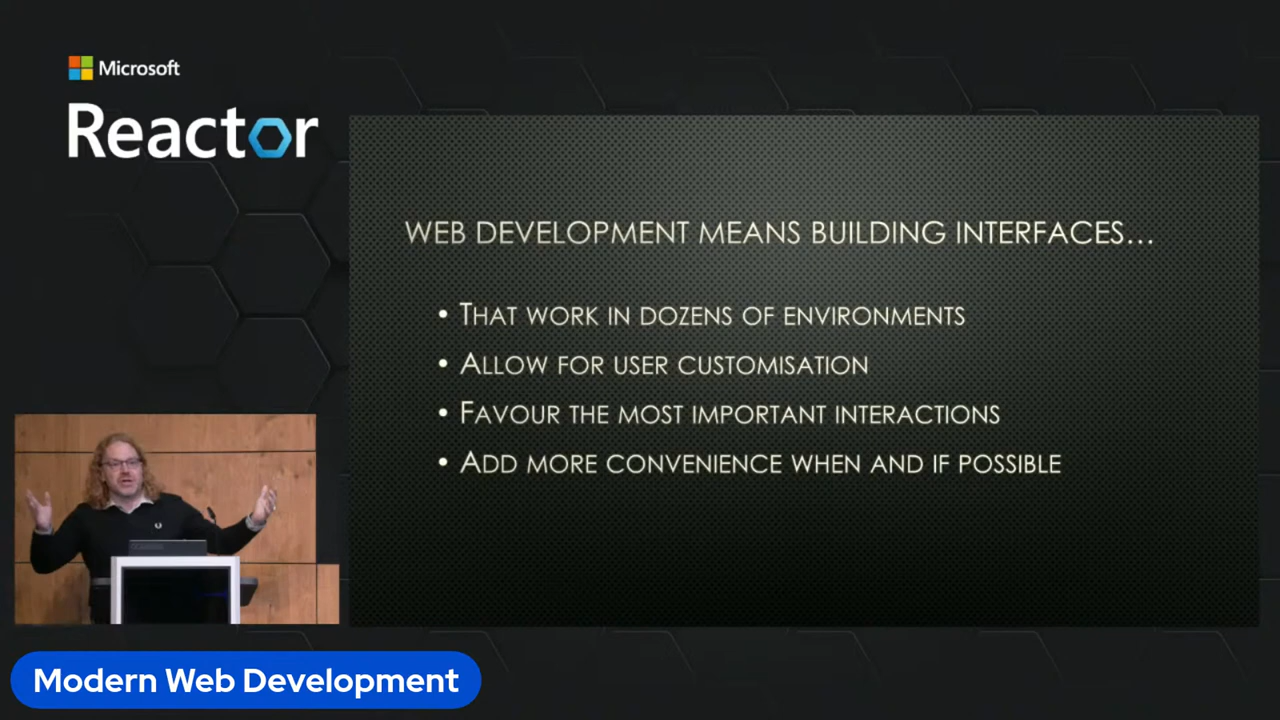 Microsoft
Reactor
WEB DEVELOPMENT MEANS BUILDING INTERFACES...
• THAT WORK IN DOZENS OF ENVIRONMENTS
• ALLOW FOR USER CUSTOMISATION
• FAVOUR THE MOST IMPORTANT INTERACTIONS
• ADD MORE CONVENIENCE WHEN AND IF POSSIBLE
Modern Web Development